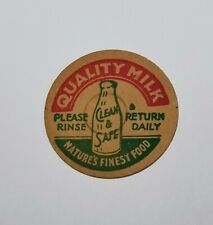 QUALITY MILK
PLEASE & RETURN
RINSE DAILY
CLEAN
&
SAFE
NATURE'S FINEST FOOD